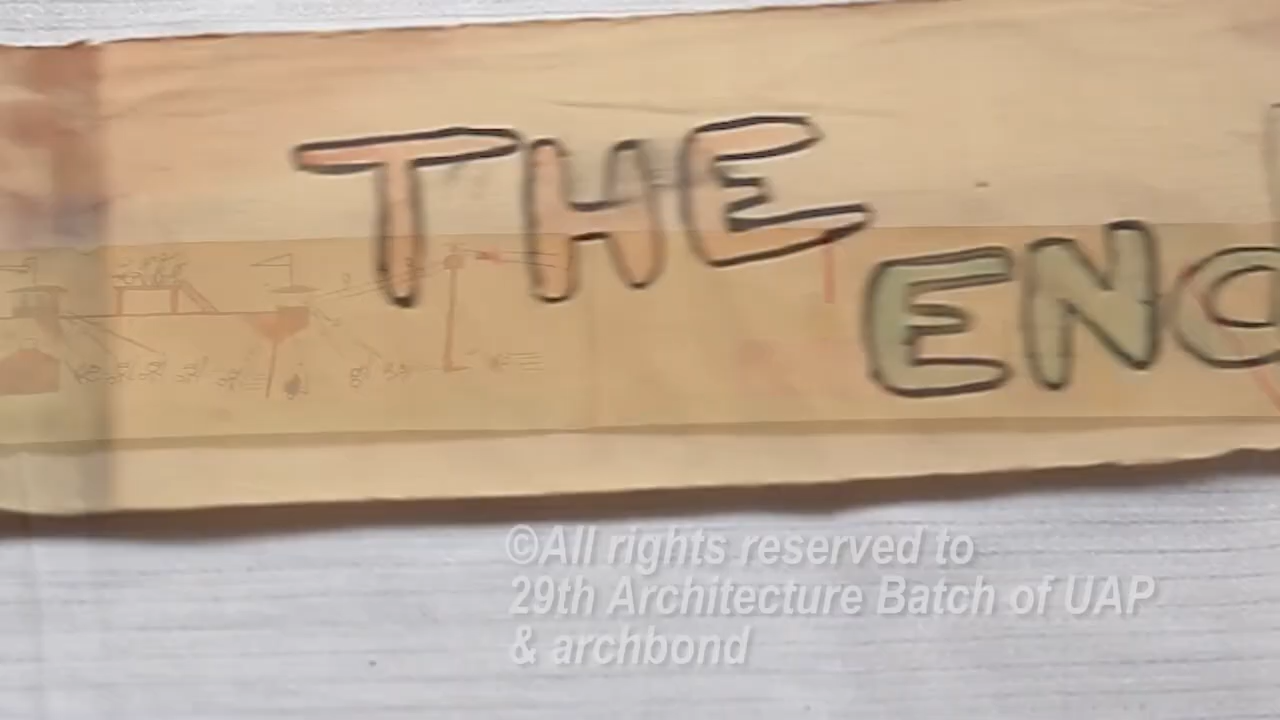 THE
END
©All rights reserved to
29th Architecture Batch of UAP
& archbond